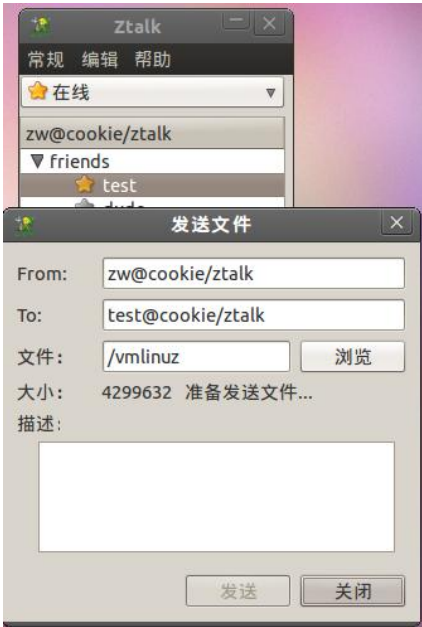 Ztalk
常规 编辑 帮助
在线
zw@cookie/ztalk
friends
test
发送文件
From: zw@cookie/ztalk
To: test@cookie/ztalk
文件: /vmlinuz 浏览
大小: 4299632 准备发送文件...
描述:
发送 关闭